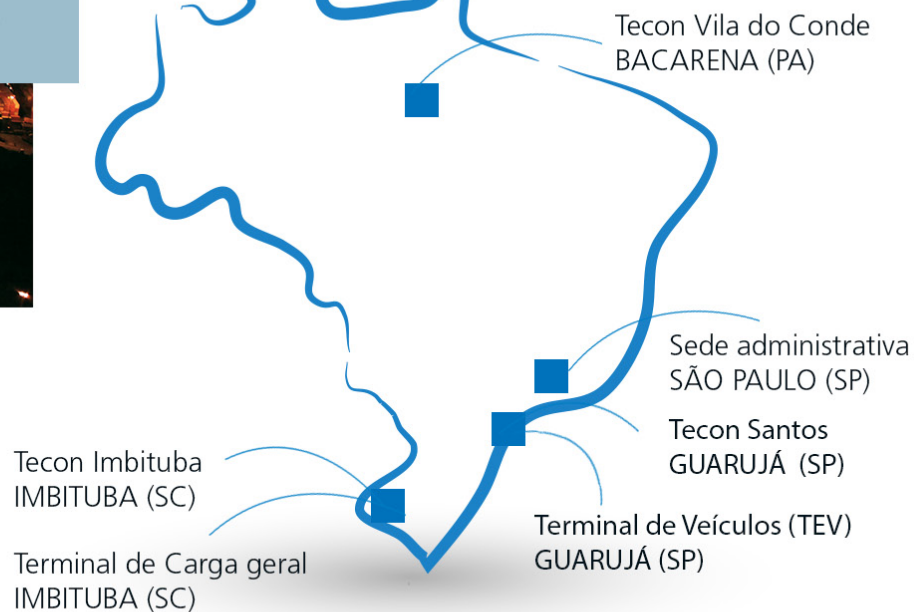 Tecon Vila do Conde
BACARENA (PA)
Sede administrativa
SÃO PAULO (SP)
Tecon Santos
GUARUJÁ (SP)
Tecon Imbituba
IMBITUBA (SC)
Terminal de Veículos (TEV)
GUARUJÁ (SP)
Terminal de Carga geral
IMBITUBA (SC)